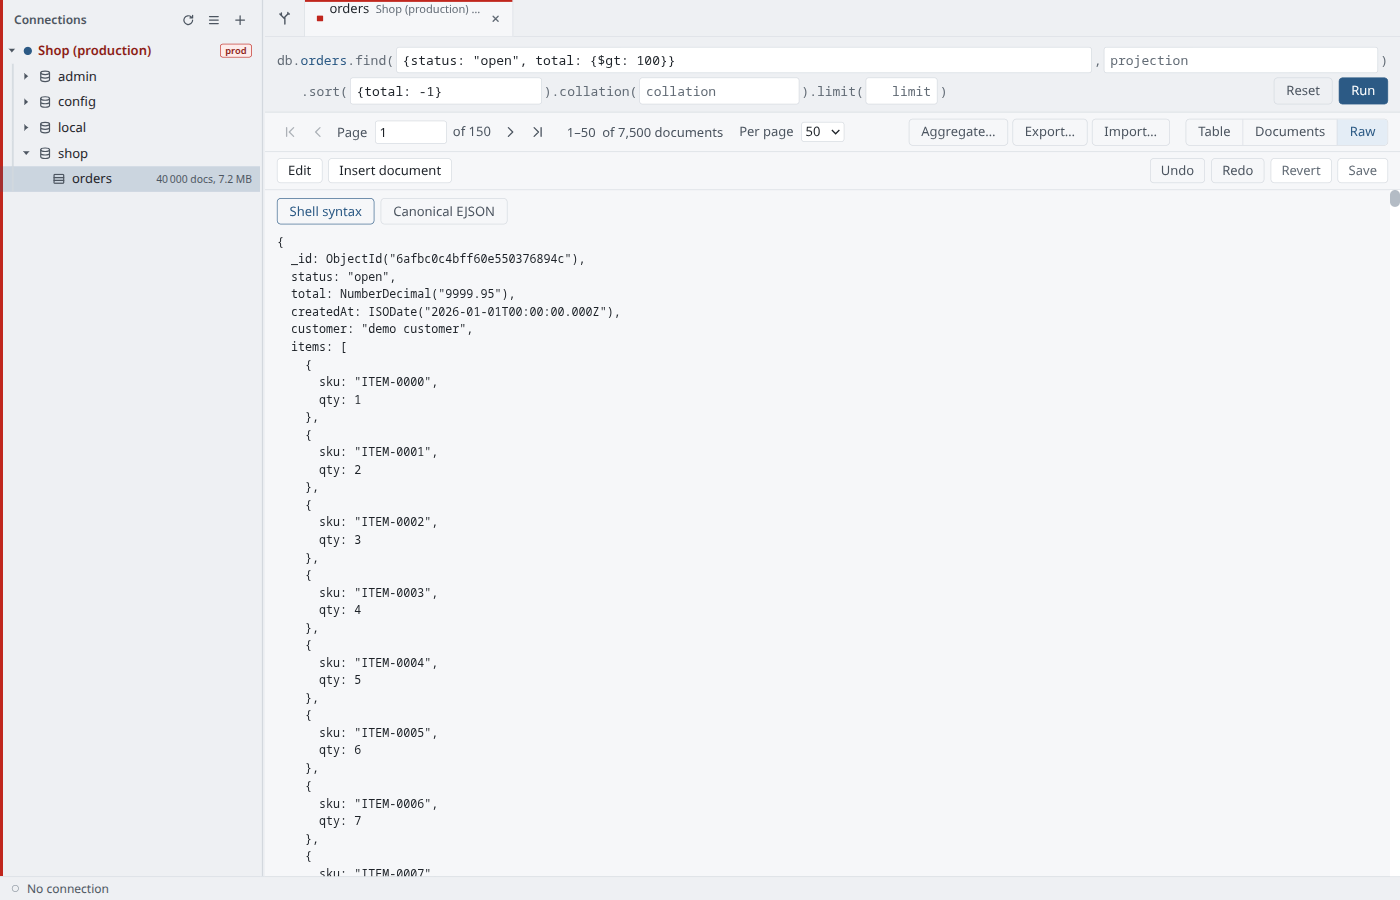 Connections
Shop (production) prod
admin
config
local
shop
orders 40 000 docs, 7.2 MB
orders Shop (production) ...
db.orders.find( {status: "open", total: {$gt: 100}} , projection )
.sort( {total: -1} ).collation( collation ).limit( limit )
Reset Run
Page 1 of 150 1–50 of 7,500 documents Per page 50
Aggregate... Export... Import... Table Documents Raw
Edit Insert document Undo Redo Revert Save
Shell syntax Canonical EJSON
{
_id: ObjectId("6afbc0c4bff60e550376894c"),
status: "open",
total: NumberDecimal("9999.95"),
createdAt: ISODate("2026-01-01T00:00:00.000Z"),
customer: "demo customer",
items: [
{
sku: "ITEM-0000",
qty: 1
},
{
sku: "ITEM-0001",
qty: 2
},
{
sku: "ITEM-0002",
qty: 3
},
{
sku: "ITEM-0003",
qty: 4
},
{
sku: "ITEM-0004",
qty: 5
},
{
sku: "ITEM-0005",
qty: 6
},
{
sku: "ITEM-0006",
qty: 7
},
{
sku: "ITEM-0007"
No connection